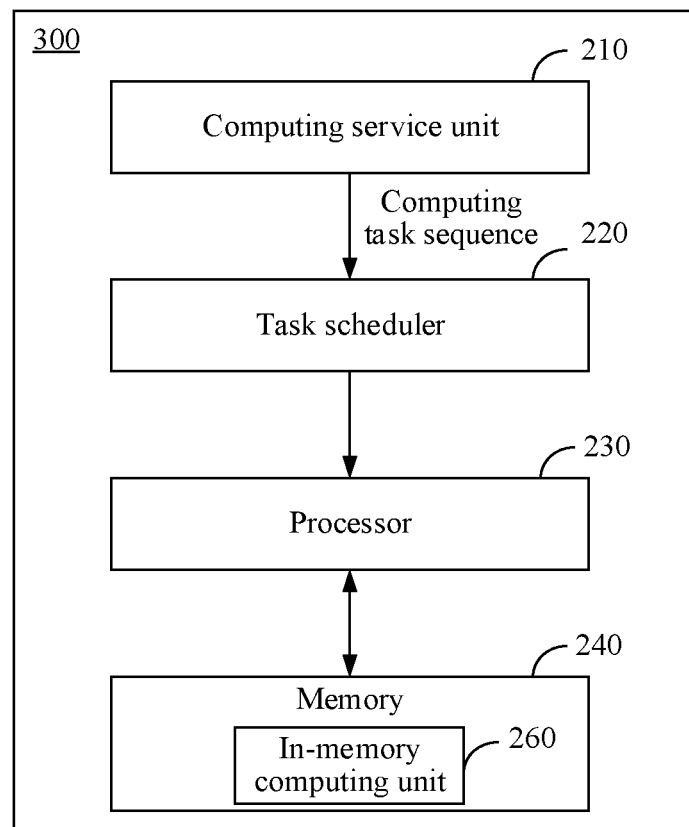 300
210
Computing service unit
Computing
task sequence
220
Task scheduler
230
Processor
240
Memory
In-memory
computing unit
260